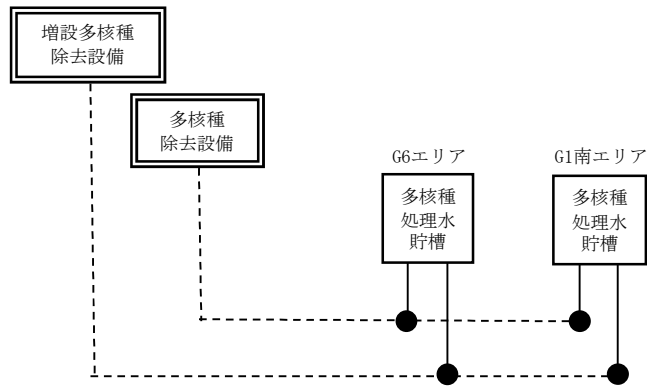 増設多核種
除去設備
多核種
除去設備
G6エリア
G1南エリア
多核種
処理水
貯槽
多核種
処理水
貯槽